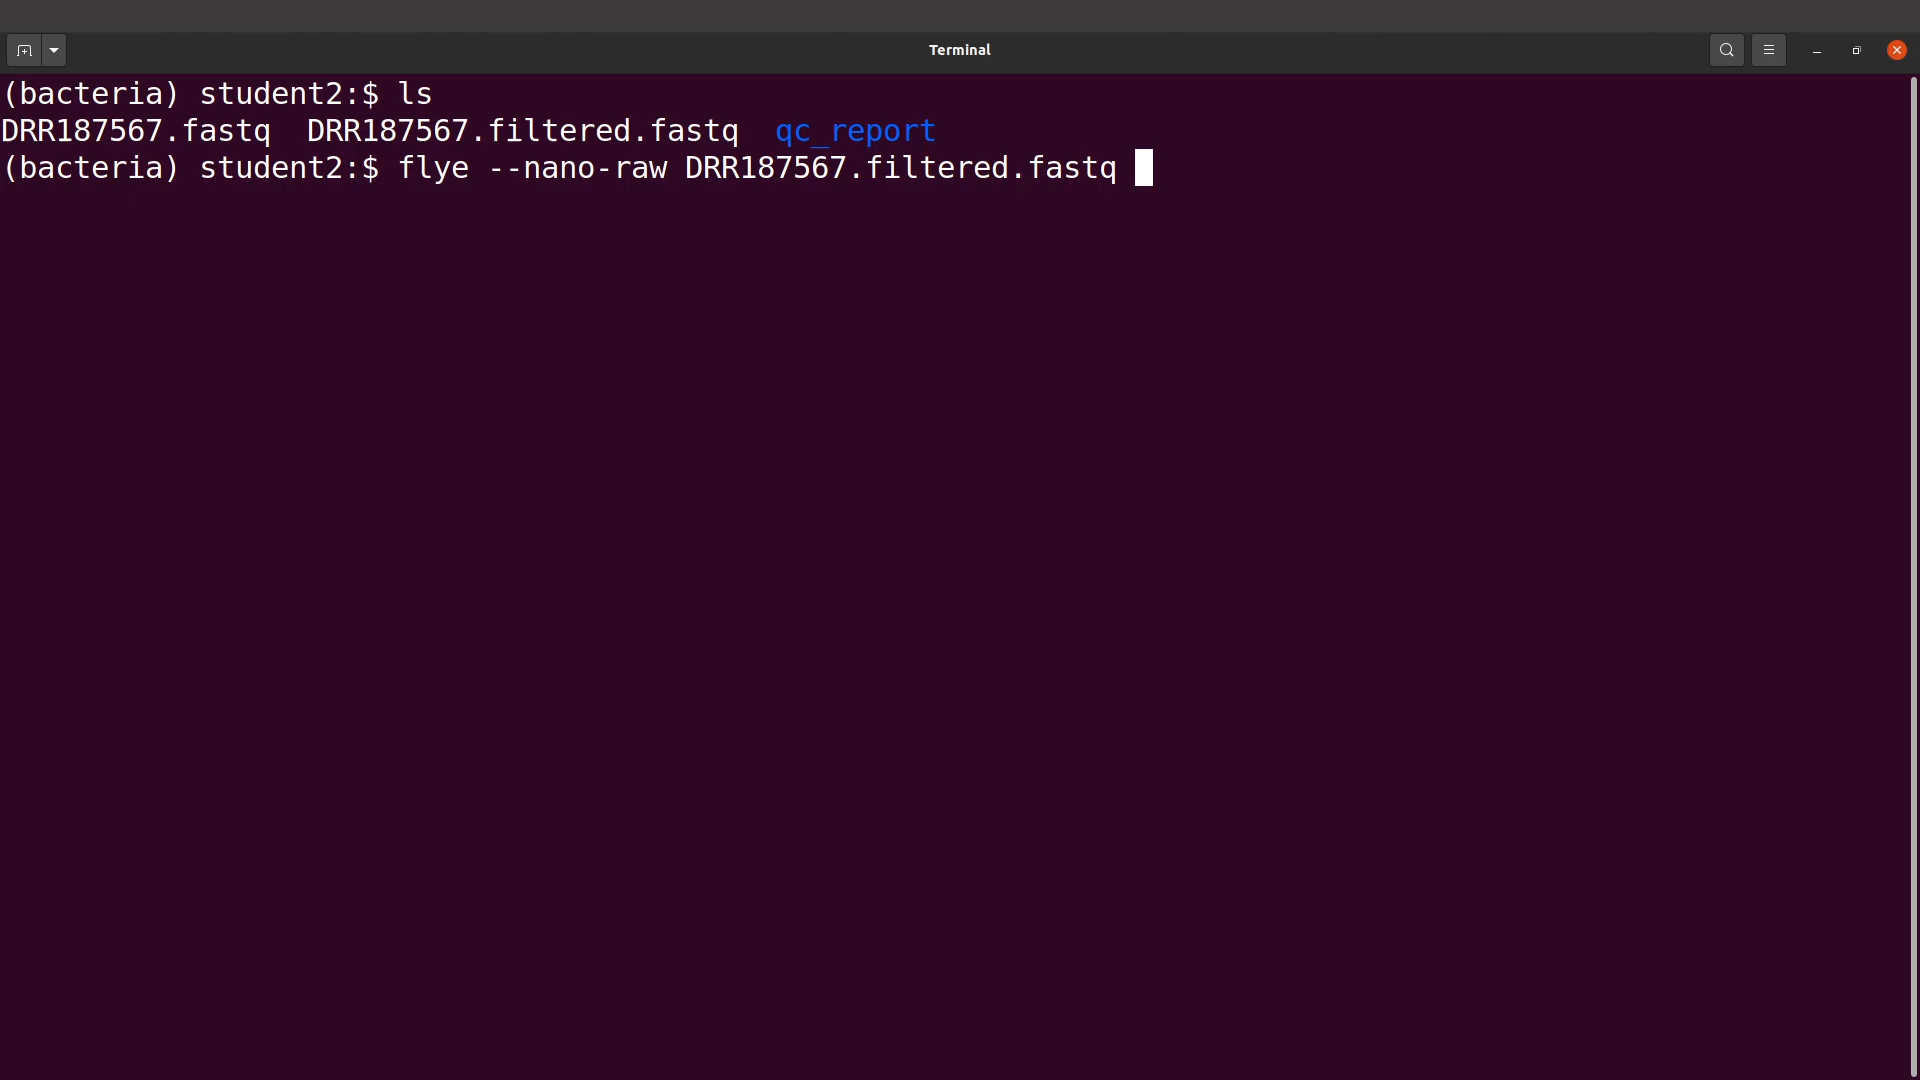 Terminal
(bacteria) student2:$ ls
DRR187567.fastq  DRR187567.filtered.fastq  qc_report
(bacteria) student2:$ flye --nano-raw DRR187567.filtered.fastq